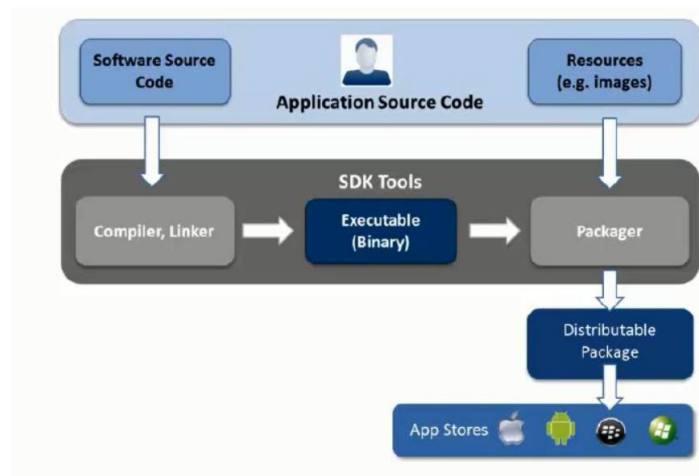 Software Source
Code
Resources
(e.g. images)
Application Source Code
SDK Tools
Compiler, Linker
Executable
(Binary)
Packager
Distributable
Package
App Stores